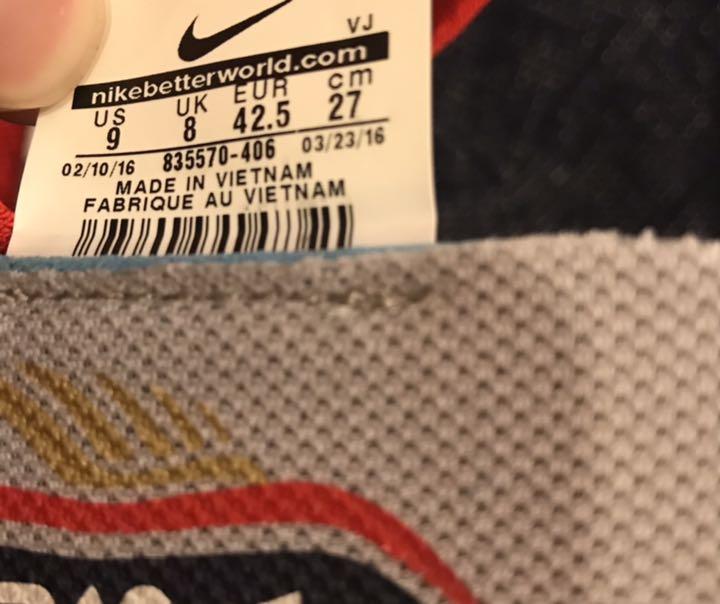 VJ
nikebetterworld.com
US UK EUR cm
9 8 42.5 27
02/10/16 835570-406 03/23/16
MADE IN VIETNAM
FABRIQUE AU VIETNAM